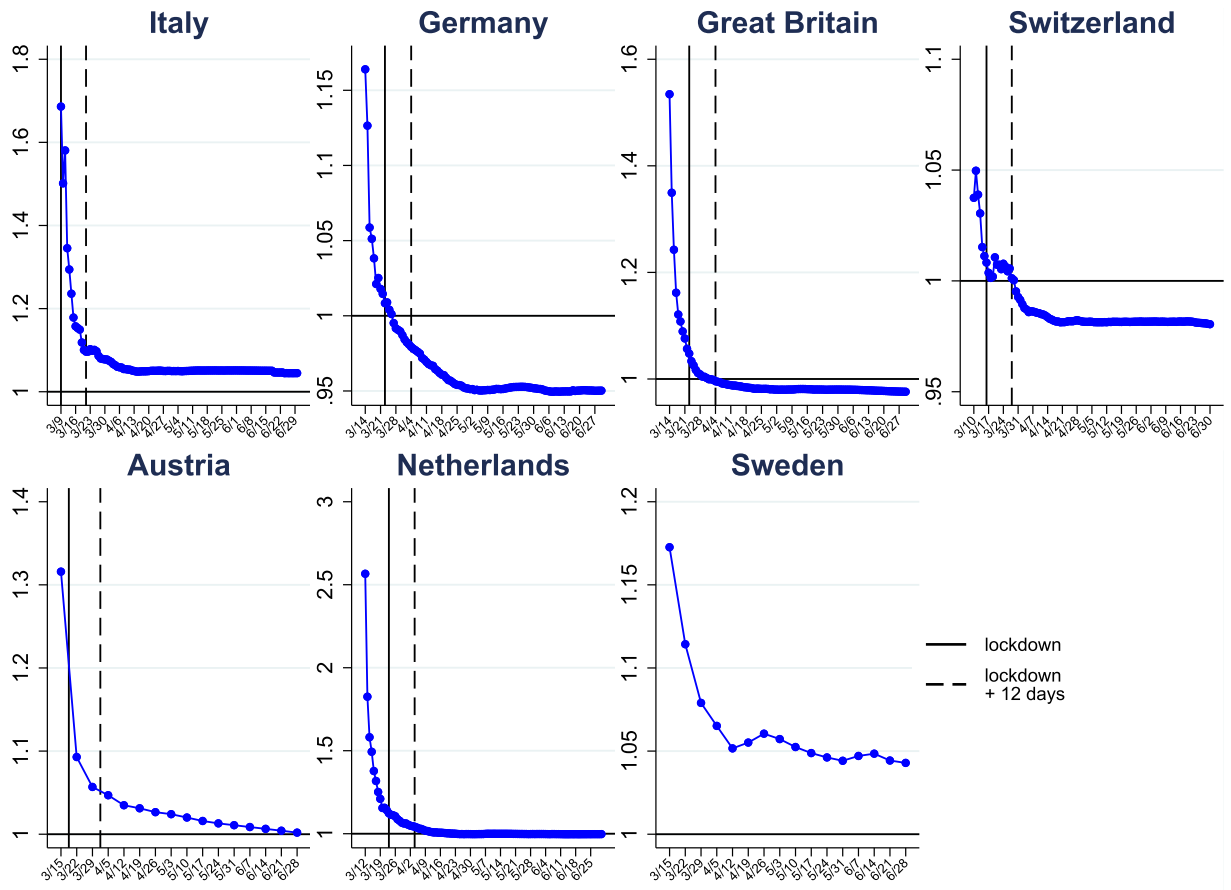 Italy
1.8
1.6
1.4
1.2
1
3/9 3/16 3/23 3/30 4/6 4/13 4/20 4/27 5/4 5/11 5/18 5/25 6/1 6/8 6/15 6/22 6/29
Germany
1.15
1.1
1.05
1
.95
3/14 3/21 3/28 4/4 4/11 4/18 4/25 5/2 5/9 5/16 5/23 5/30 6/6 6/13 6/20 6/27
Great Britain
1.6
1.4
1.2
1
3/14 3/21 3/28 4/4 4/11 4/18 4/25 5/2 5/9 5/16 5/23 5/30 6/6 6/13 6/20 6/27
Switzerland
1.1
1.05
1
.95
3/10 3/17 3/24 3/31 4/7 4/14 4/21 4/28 5/5 5/12 5/19 5/26 6/2 6/9 6/16 6/23 6/30
Austria
1.4
1.3
1.2
1.1
1
3/15 3/22 3/29 4/5 4/12 4/19 4/26 5/3 5/10 5/17 5/24 5/31 6/7 6/14 6/21 6/28
Netherlands
3
2.5
2
1.5
1
3/12 3/19 3/26 4/2 4/9 4/16 4/23 4/30 5/7 5/14 5/21 5/28 6/4 6/11 6/18 6/25
Sweden
1.2
1.15
1.1
1.05
1
3/15 3/22 3/29 4/5 4/12 4/19 4/26 5/3 5/10 5/17 5/24 5/31 6/7 6/14 6/21 6/28
lockdown
lockdown
+ 12 days